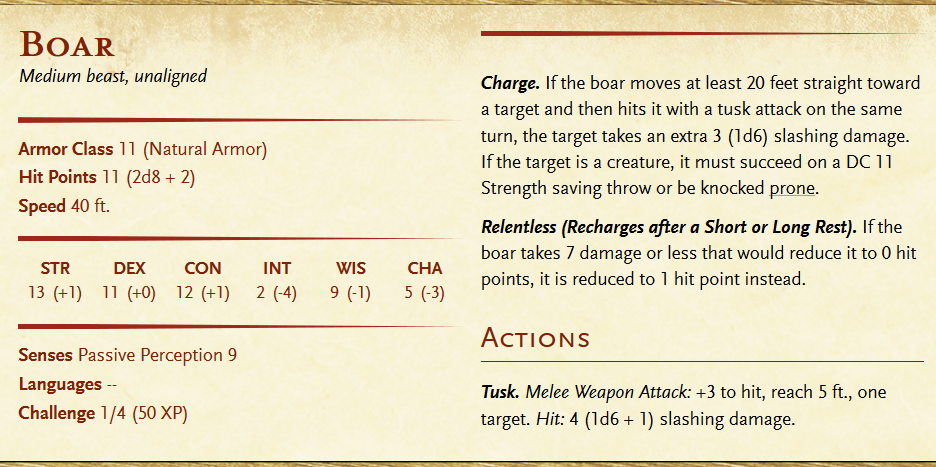 Boar
Medium beast, unaligned
Armor Class 11 (Natural Armor)
Hit Points 11 (2d8 + 2)
Speed 40 ft.
STR DEX CON INT WIS CHA
13 (+1) 11 (+0) 12 (+1) 2 (-4) 9 (-1) 5 (-3)
Senses Passive Perception 9
Languages --
Challenge 1/4 (50 XP)
Charge. If the boar moves at least 20 feet straight toward
a target and then hits it with a tusk attack on the same
turn, the target takes an extra 3 (1d6) slashing damage.
If the target is a creature, it must succeed on a DC 11
Strength saving throw or be knocked prone.
Relentless (Recharges after a Short or Long Rest). If the
boar takes 7 damage or less that would reduce it to 0 hit
points, it is reduced to 1 hit point instead.
Actions
Tusk. Melee Weapon Attack: +3 to hit, reach 5 ft., one
target. Hit: 4 (1d6 + 1) slashing damage.